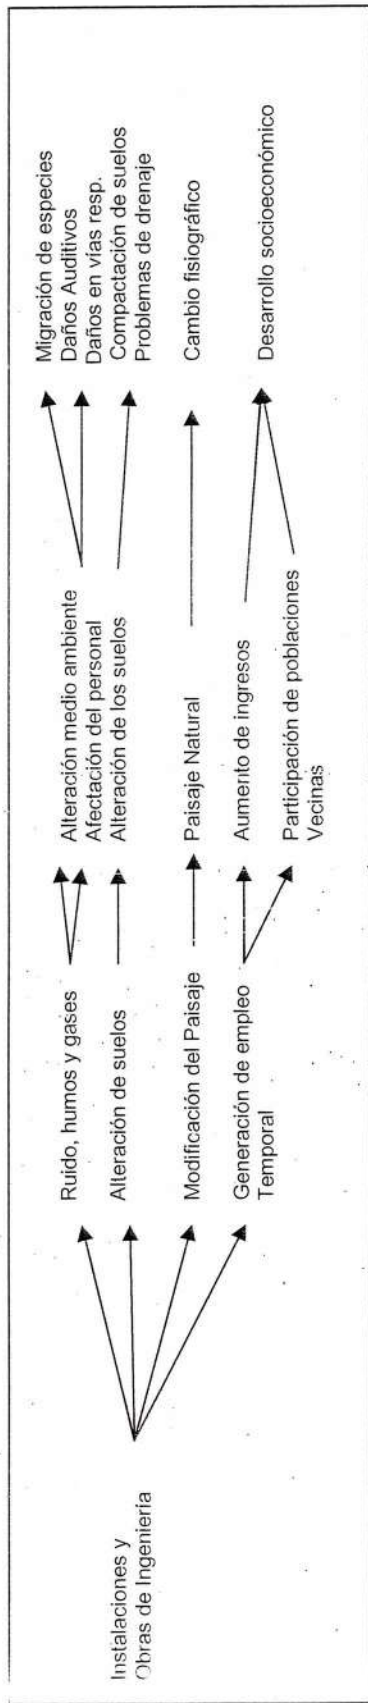 Instalaciones y
Obras de Ingeniería
Ruido, humos y gases
Alteración de suelos
Modificación del Paisaje
Generación de empleo
Temporal
Alteración medio ambiente
Afectación del personal
Alteración de los suelos
Paisaje Natural
Aumento de ingresos
Participación de poblaciones
Vecinas
Migración de especies
Daños Auditivos
Daños en vías resp.
Compactación de suelos
Problemas de drenaje
Cambio fisiográfico
Desarrollo socioeconómico